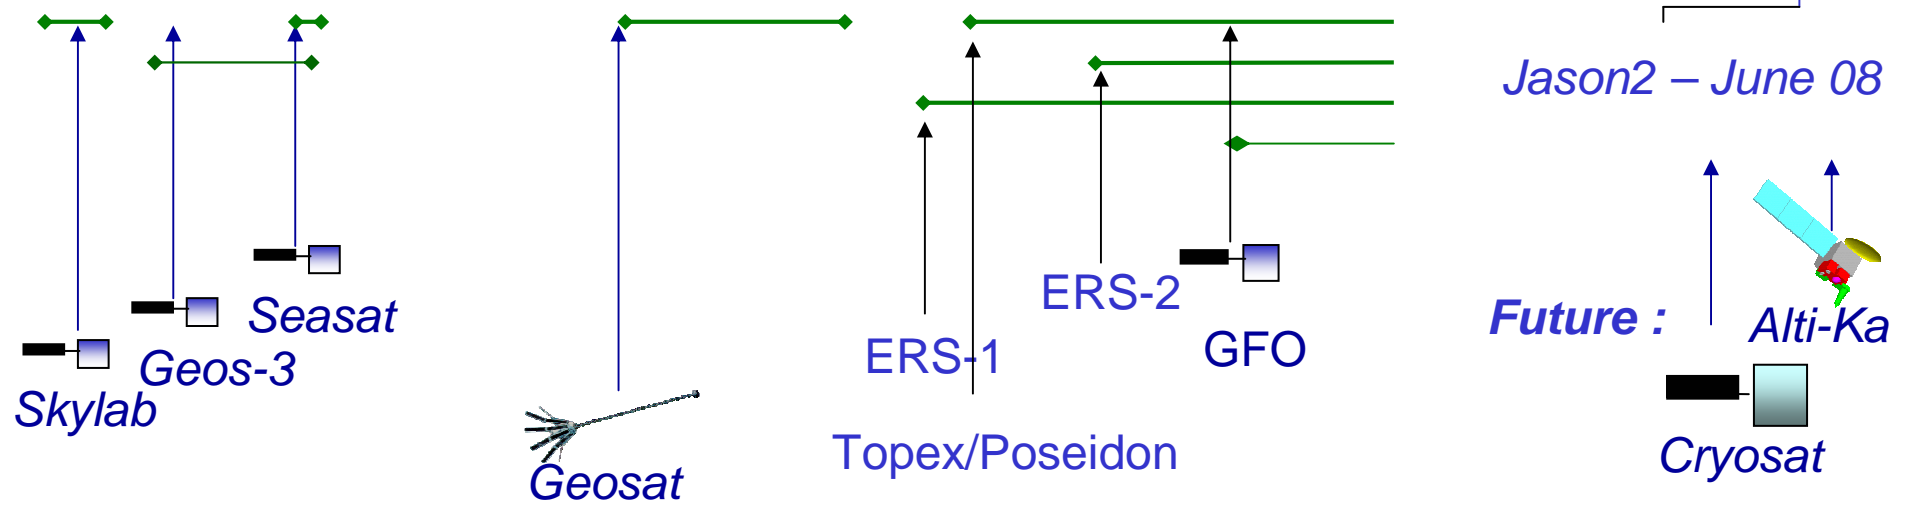 Jason2 – June 08
Seasat
Geos-3
Skylab
Geosat
ERS-1
Topex/Poseidon
ERS-2
GFO
Future :
Alti-Ka
Cryosat